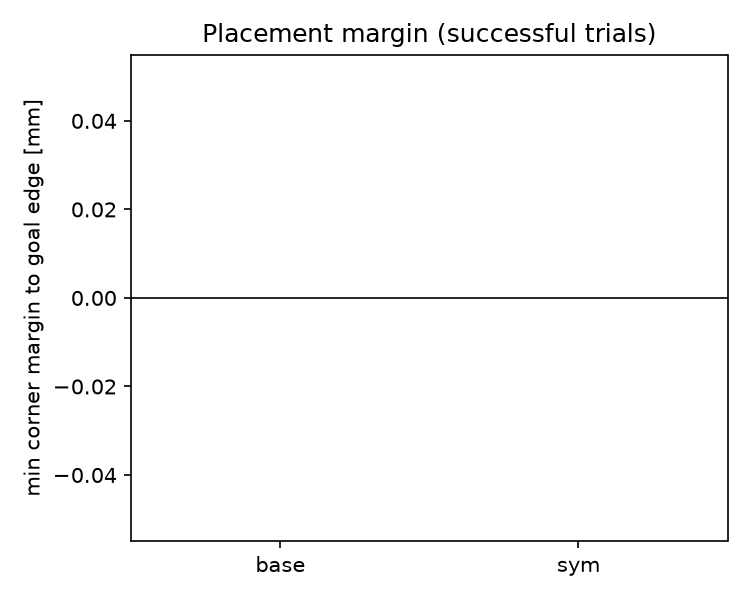 Placement margin (successful trials)
min corner margin to goal edge [mm]
0.04
0.02
0.00
−0.02
−0.04
base
sym